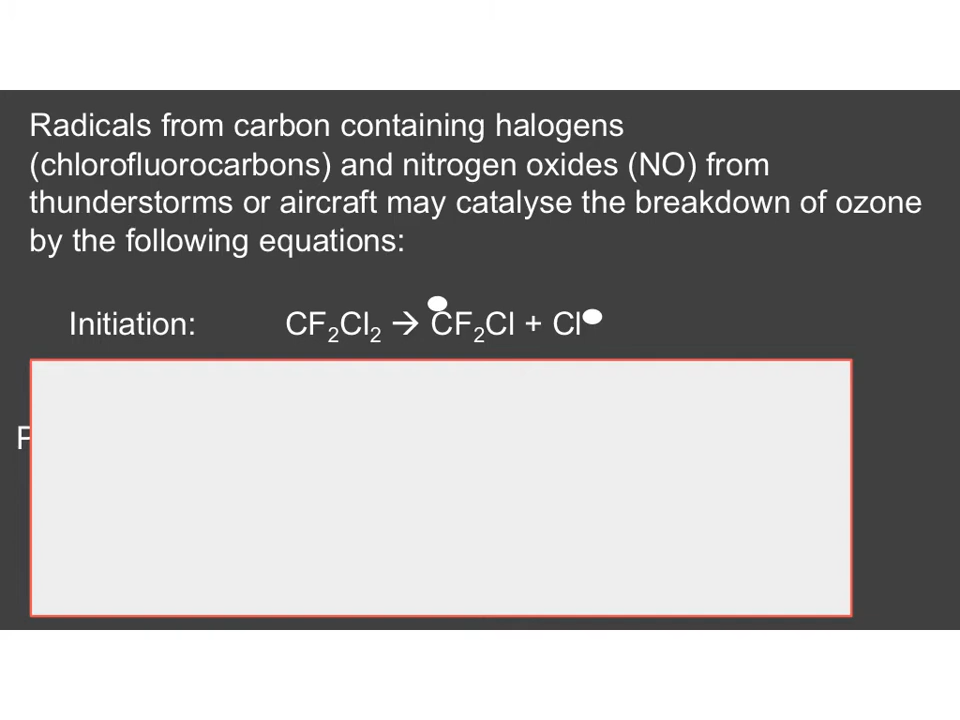 Radicals from carbon containing halogens
(chlorofluorocarbons) and nitrogen oxides (NO) from
thunderstorms or aircraft may catalyse the breakdown of ozone
by the following equations:
Initiation: CF₂Cl₂ → •CF₂Cl + Cl•